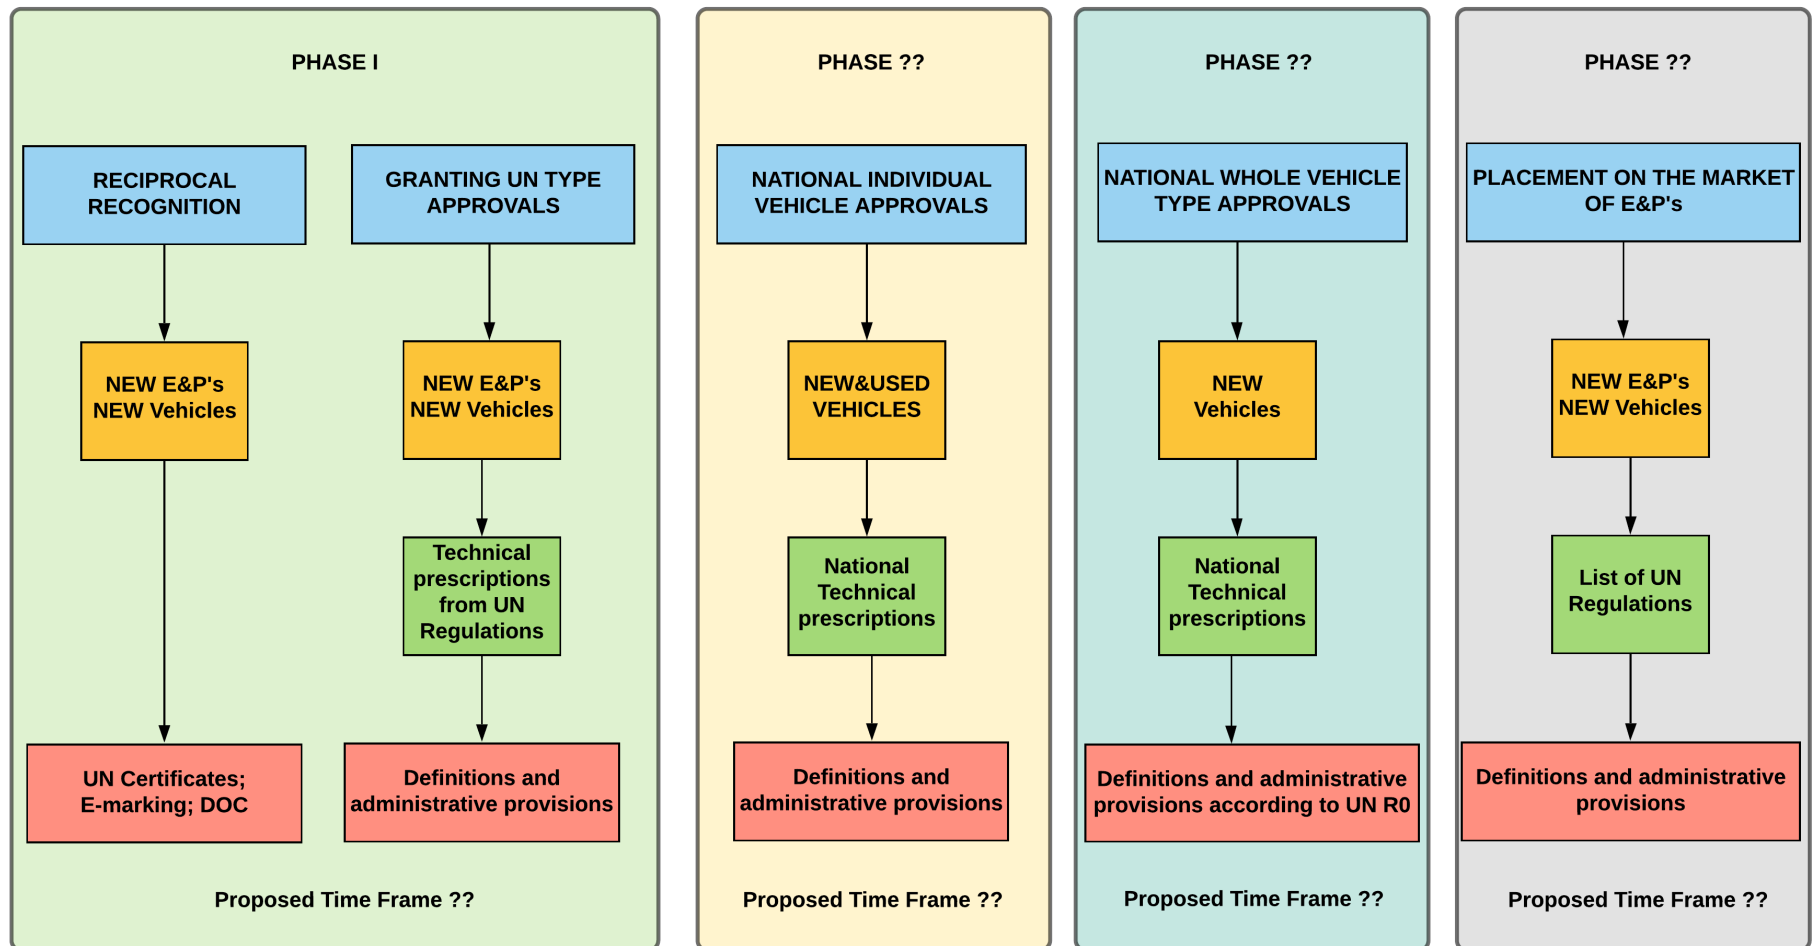 PHASE I
RECIPROCAL
RECOGNITION
NEW E&P's
NEW Vehicles
UN Certificates;
E-marking; DOC
GRANTING UN TYPE
APPROVALS
NEW E&P's
NEW Vehicles
Technical
prescriptions
from UN
Regulations
Definitions and
administrative provisions
Proposed Time Frame ??
PHASE ??
NATIONAL INDIVIDUAL
VEHICLE APPROVALS
NEW&USED
VEHICLES
National
Technical
prescriptions
Definitions and
administrative provisions
Proposed Time Frame ??
PHASE ??
NATIONAL WHOLE VEHICLE
TYPE APPROVALS
NEW
Vehicles
National
Technical
prescriptions
Definitions and administrative
provisions according to UN R0
Proposed Time Frame ??
PHASE ??
PLACEMENT ON THE MARKET
OF E&P's
NEW E&P's
NEW Vehicles
List of UN
Regulations
Definitions and administrative
provisions
Proposed Time Frame ??